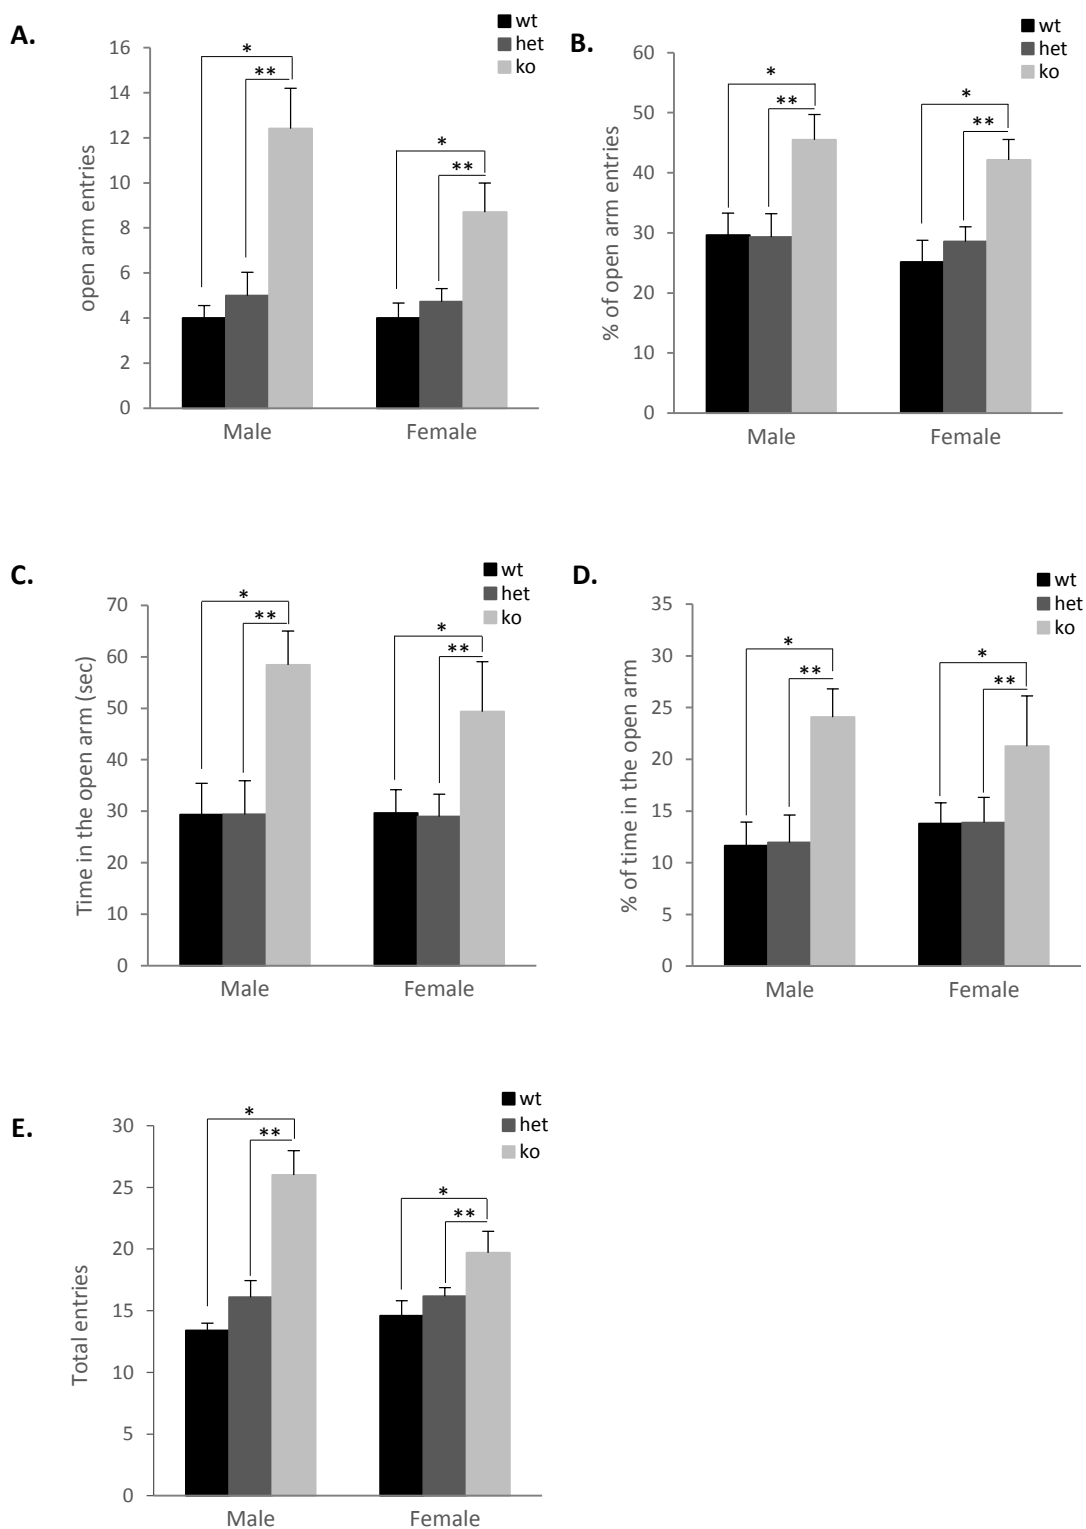 A.
wt
het
ko
open arm entries
16
14
12
10
8
6
4
2
0
*
**
*
**
Male
Female
B.
wt
het
ko
% of open arm entries
60
50
40
30
20
10
0
*
**
*
**
Male
Female
C.
wt
het
ko
Time in the open arm (sec)
70
60
50
40
30
20
10
0
*
**
*
**
Male
Female
D.
wt
het
ko
% of time in the open arm
35
30
25
20
15
10
5
0
*
**
*
**
Male
Female
E.
wt
het
ko
Total entries
30
25
20
15
10
5
0
*
**
*
**
Male
Female